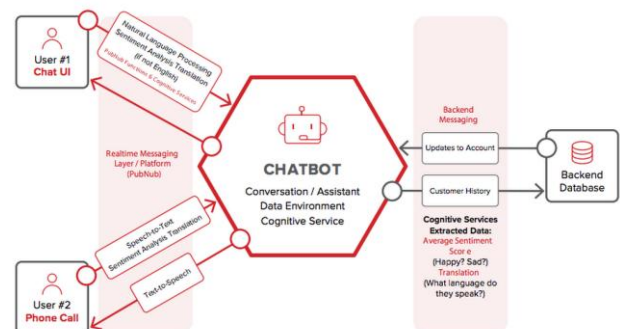 User #1
Chat UI
Natural Language Processing
Sentiment Analysis Translation
(if not English)
PubNub Functions & Cognitive Services
Realtime Messaging
Layer / Platform
(PubNub)
Speech-to-Text
Sentiment Analysis Translation
Text-to-Speech
User #2
Phone Call
CHATBOT
Conversation / Assistant
Data Environment
Cognitive Service
Backend
Messaging
Updates to Account
Customer History
Cognitive Services
Extracted Data:
Average Sentiment
Scor e
(Happy? Sad?)
Translation
(What language do
they speak?)
Backend
Database